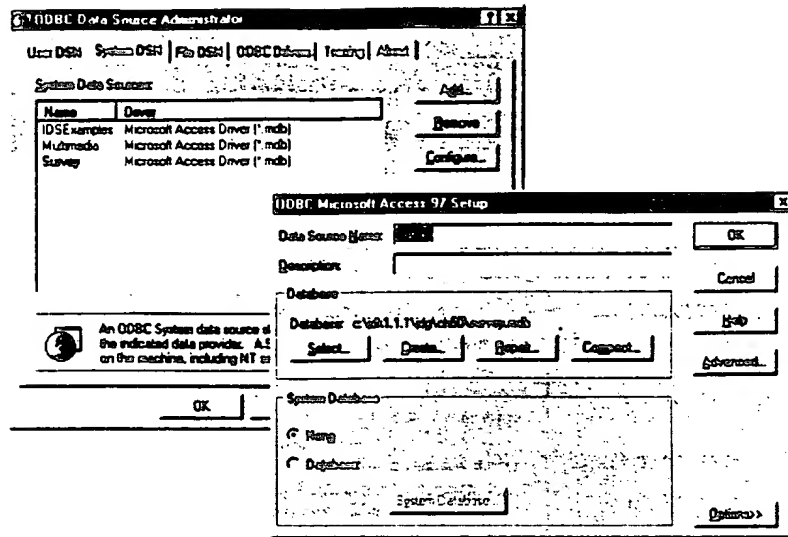 ODBC Data Source Administrator
User DSN System DSN File DSN ODBC Drivers Tracing About
System Data Sources:
Add...
Name Driver
IDSExamples Microsoft Access Driver (*.mdb)
Remove
Multimedia Microsoft Access Driver (*.mdb)
Survey Microsoft Access Driver (*.mdb)
Configure...
An ODBC System data source
the indicated data provider. A S
on this machine, including NT
OK
ODBC Microsoft Access 97 Setup
Data Source Name:
OK
Description:
Cancel
Database
Database:
Help
Select... Create... Repair... Compact...
Advanced...
System Database
None
Database:
System Database...
Options>>